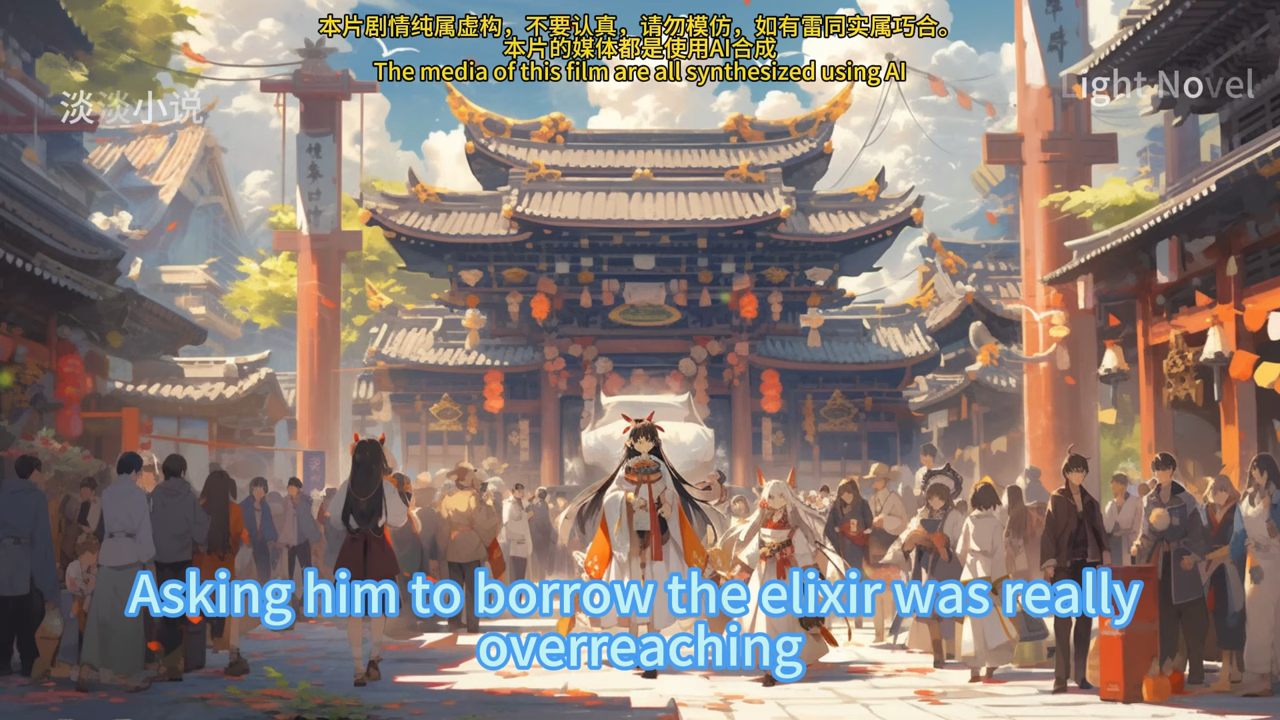 本片剧情纯属虚构，不要认真，请勿模仿，如有雷同实属巧合。
本片的媒体都是使用AI合成
The media of this film are all synthesized using AI
淡淡小说
Light Novel
Asking him to borrow the elixir was really
overreaching